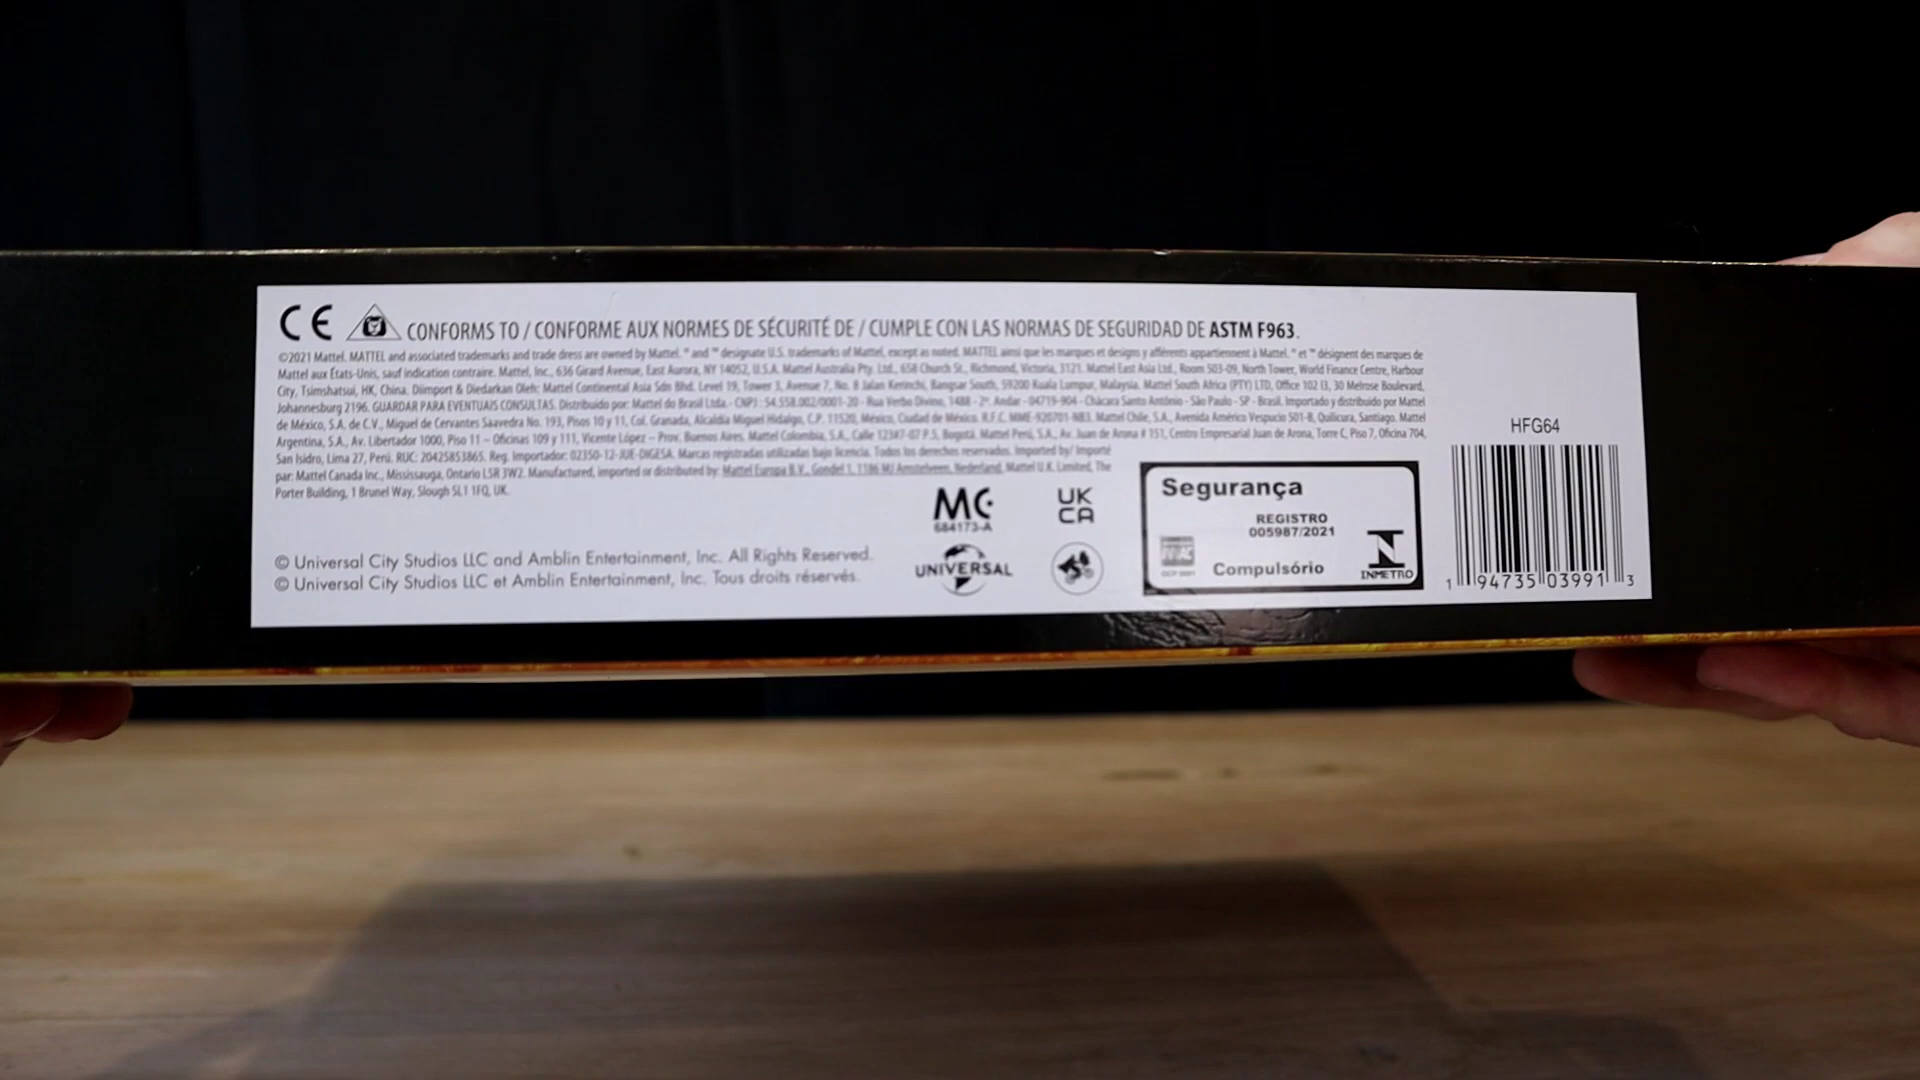 CE CONFORMS TO / CONFORME AUX NORMES DE SÉCURITÉ DE / CUMPLE CON LAS NORMAS DE SEGURIDAD DE ASTM F963.
©2021 Mattel. MATTEL and associated trademarks and trade dress are owned by Mattel. ® and ™ designate U.S. trademarks of Mattel, except as noted. MATTEL ainsi que les marques et designs y afférents appartiennent à Mattel. ® et ™ désignent des marques de
Mattel aux États-Unis, sauf indication contraire. Mattel, Inc., 636 Girard Avenue, East Aurora, NY 14052, U.S.A. Mattel Australia Pty. Ltd., 658 Church St., Richmond, Victoria, 3121. Mattel East Asia Ltd., Room 503-09, North Tower, World Finance Centre, Harbour
City, Tsimshatsui, HK, China. Diimport & Diedarkan Oleh: Mattel Continental Asia Sdn Bhd. Level 19, Tower 3, Avenue 7, No. 8 Jalan Kerinchi, Bangsar South, 59200 Kuala Lumpur, Malaysia. Mattel South Africa (PTY) LTD, Office 102 I3, 30 Melrose Boulevard,
Johannesburg 2196. GUARDAR PARA EVENTUAIS CONSULTAS. Distribuido por: Mattel do Brasil Ltda.- CNPJ: 54.558.002/0001-20 - Rua Verbo Divino, 1488 - 2º. Andar - 04719-904 - Chácara Santo Antônio - São Paulo - SP - Brasil. Importado y distribuido por Mattel
de México, S.A. de C.V., Miguel de Cervantes Saavedra No. 193, Pisos 10 y 11, Col. Granada, Alcaldía Miguel Hidalgo, C.P. 11520, México, Ciudad de México. R.F.C. MME-920701-NB3. Mattel Chile, S.A., Avenida Américo Vespucio 501-B, Quilicura, Santiago. Mattel
Argentina, S.A., Av. Libertador 1000, Piso 11 – Oficinas 109 y 111, Vicente López – Prov. Buenos Aires. Mattel Colombia, S.A., Calle 123#7-07 P.5, Bogotá. Mattel Perú, S.A., Av. Juan de Arona # 151, Centro Empresarial Juan de Arona, Torre C, Piso 7, Oficina 704,
San Isidro, Lima 27, Perú. RUC: 20425853865. Reg. Importador: 02350-12-JUE-DIGESA. Marcas registradas utilizadas bajo licencia. Todos los derechos reservados. Imported by/ Importé
par: Mattel Canada Inc., Mississauga, Ontario L5R 3W2. Manufactured, imported or distributed by: Mattel Europa B.V., Gondel 1, 1186 MJ Amstelveen, Nederland. Mattel U.K. Limited, The
Porter Building, 1 Brunel Way, Slough SL1 1FQ, UK.
© Universal City Studios LLC and Amblin Entertainment, Inc. All Rights Reserved.
© Universal City Studios LLC et Amblin Entertainment, Inc. Tous droits réservés.
MC
684173-A
UK
CA
UNIVERSAL
Segurança
REGISTRO
005987/2021
Compulsório
INMETRO
HFG64
1 94735 03991 3